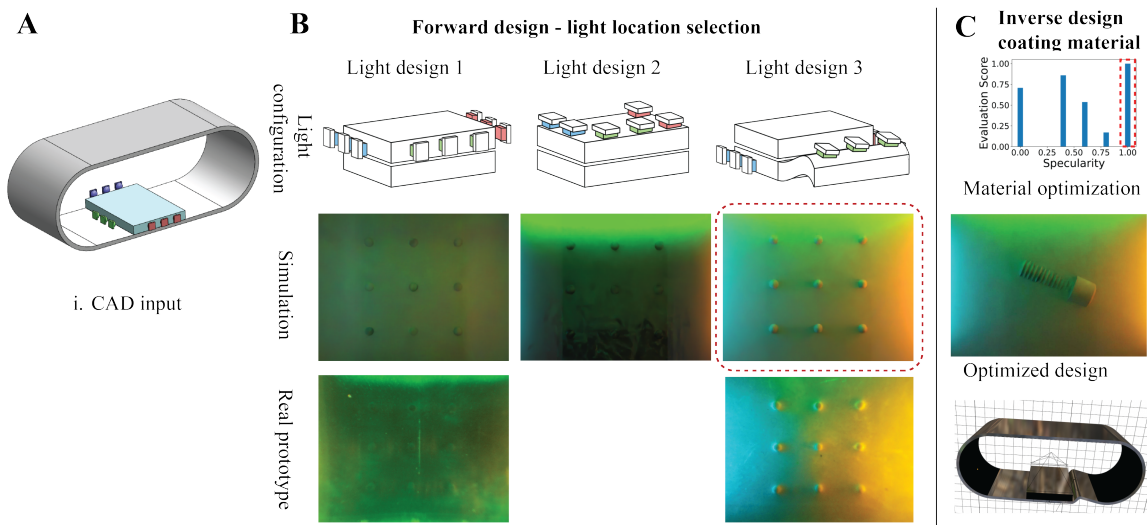 A
i. CAD input
B
Forward design - light location selection
Light design 1
Light design 2
Light design 3
Light
configuration
Simulation
Real prototype
C
Inverse design
coating material
Evaluation Score
1.00
0.75
0.50
0.25
0.00
0.00 0.25 0.50 0.75 1.00
Specularity
Material optimization
Optimized design